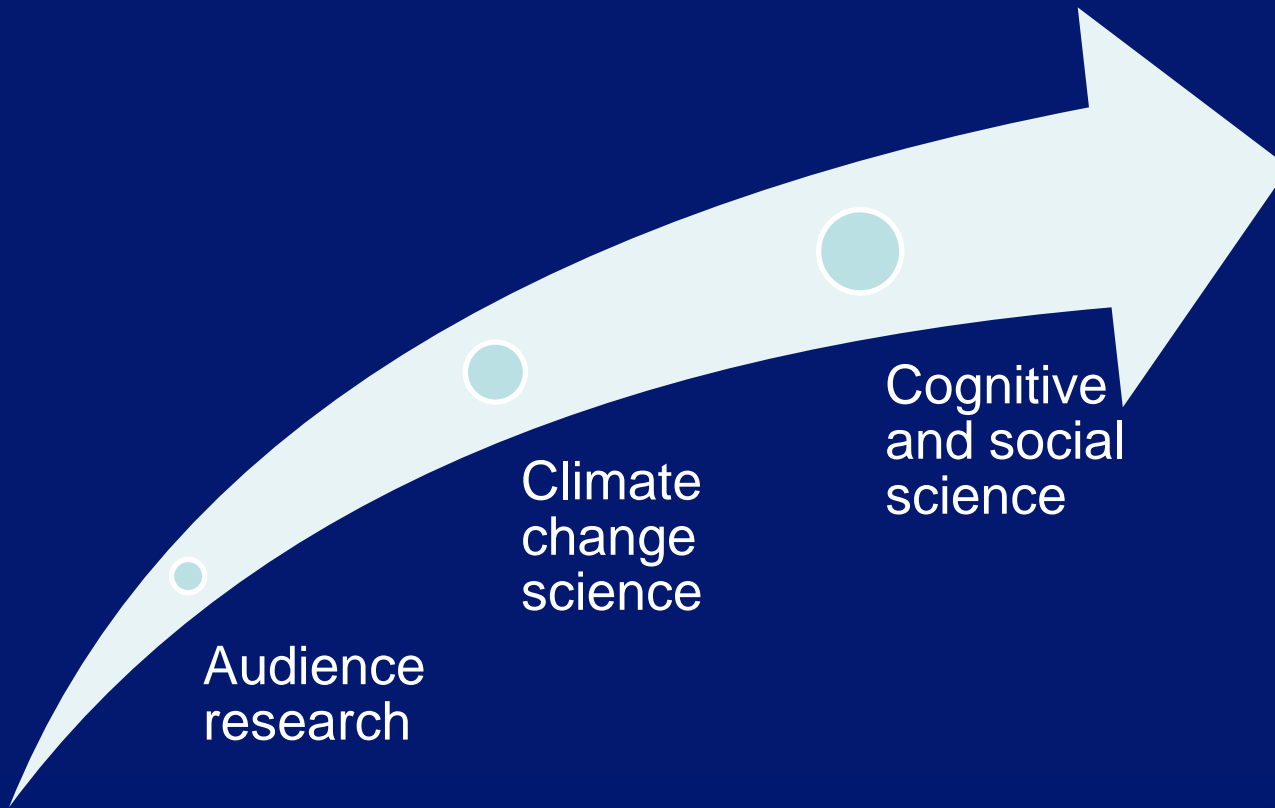 Audience
research
Climate
change
science
Cognitive
and social
science